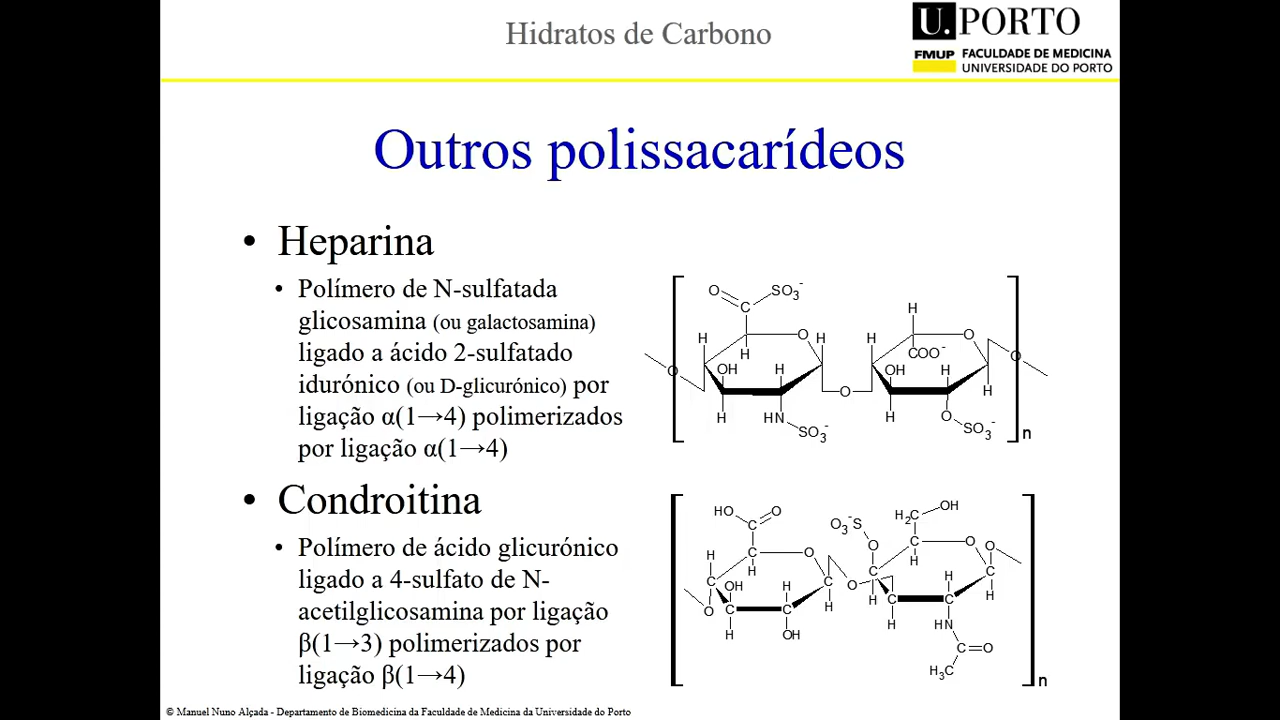 Hidratos de Carbono
U.PORTO
FMUP FACULDADE DE MEDICINA
UNIVERSIDADE DO PORTO
Outros polissacarídeos
• Heparina
• Polímero de N-sulfatada
glicosamina (ou galactosamina)
ligado a ácido 2-sulfatado
idurónico (ou D-glicurónico) por
ligação α(1→4) polimerizados
por ligação α(1→4)
O SO3-
C
H
H O H H O
H COO-
O OH H OH H O
O
H HN H O H
SO3- SO3-
n
• Condroitina
• Polímero de ácido glicurónico
ligado a 4-sulfato de N-
acetilglicosamina por ligação
β(1→3) polimerizados por
ligação β(1→4)
HO O H2C OH
C O3-S
H C O O C O O
H H
C OH H C O C H C
O C C H H C C H
H OH H HN
C=O
H3C
n
© Manuel Nuno Alçada - Departamento de Biomedicina da Faculdade de Medicina da Universidade do Porto